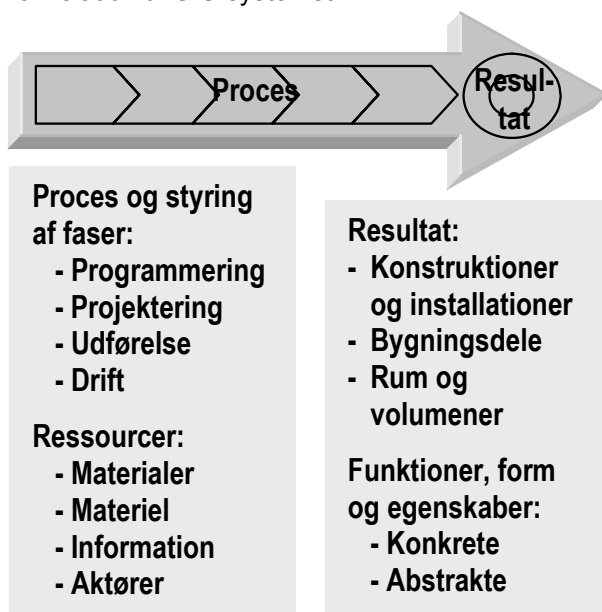 Proces
Resul-
tat
Proces og styring
af faser:
- Programmering
- Projektering
- Udførelse
- Drift
Ressourcer:
- Materialer
- Materiel
- Information
- Aktører
Resultat:
- Konstruktioner
og installationer
- Bygningsdele
- Rum og
volumener
Funktioner, form
og egenskaber:
- Konkrete
- Abstrakte